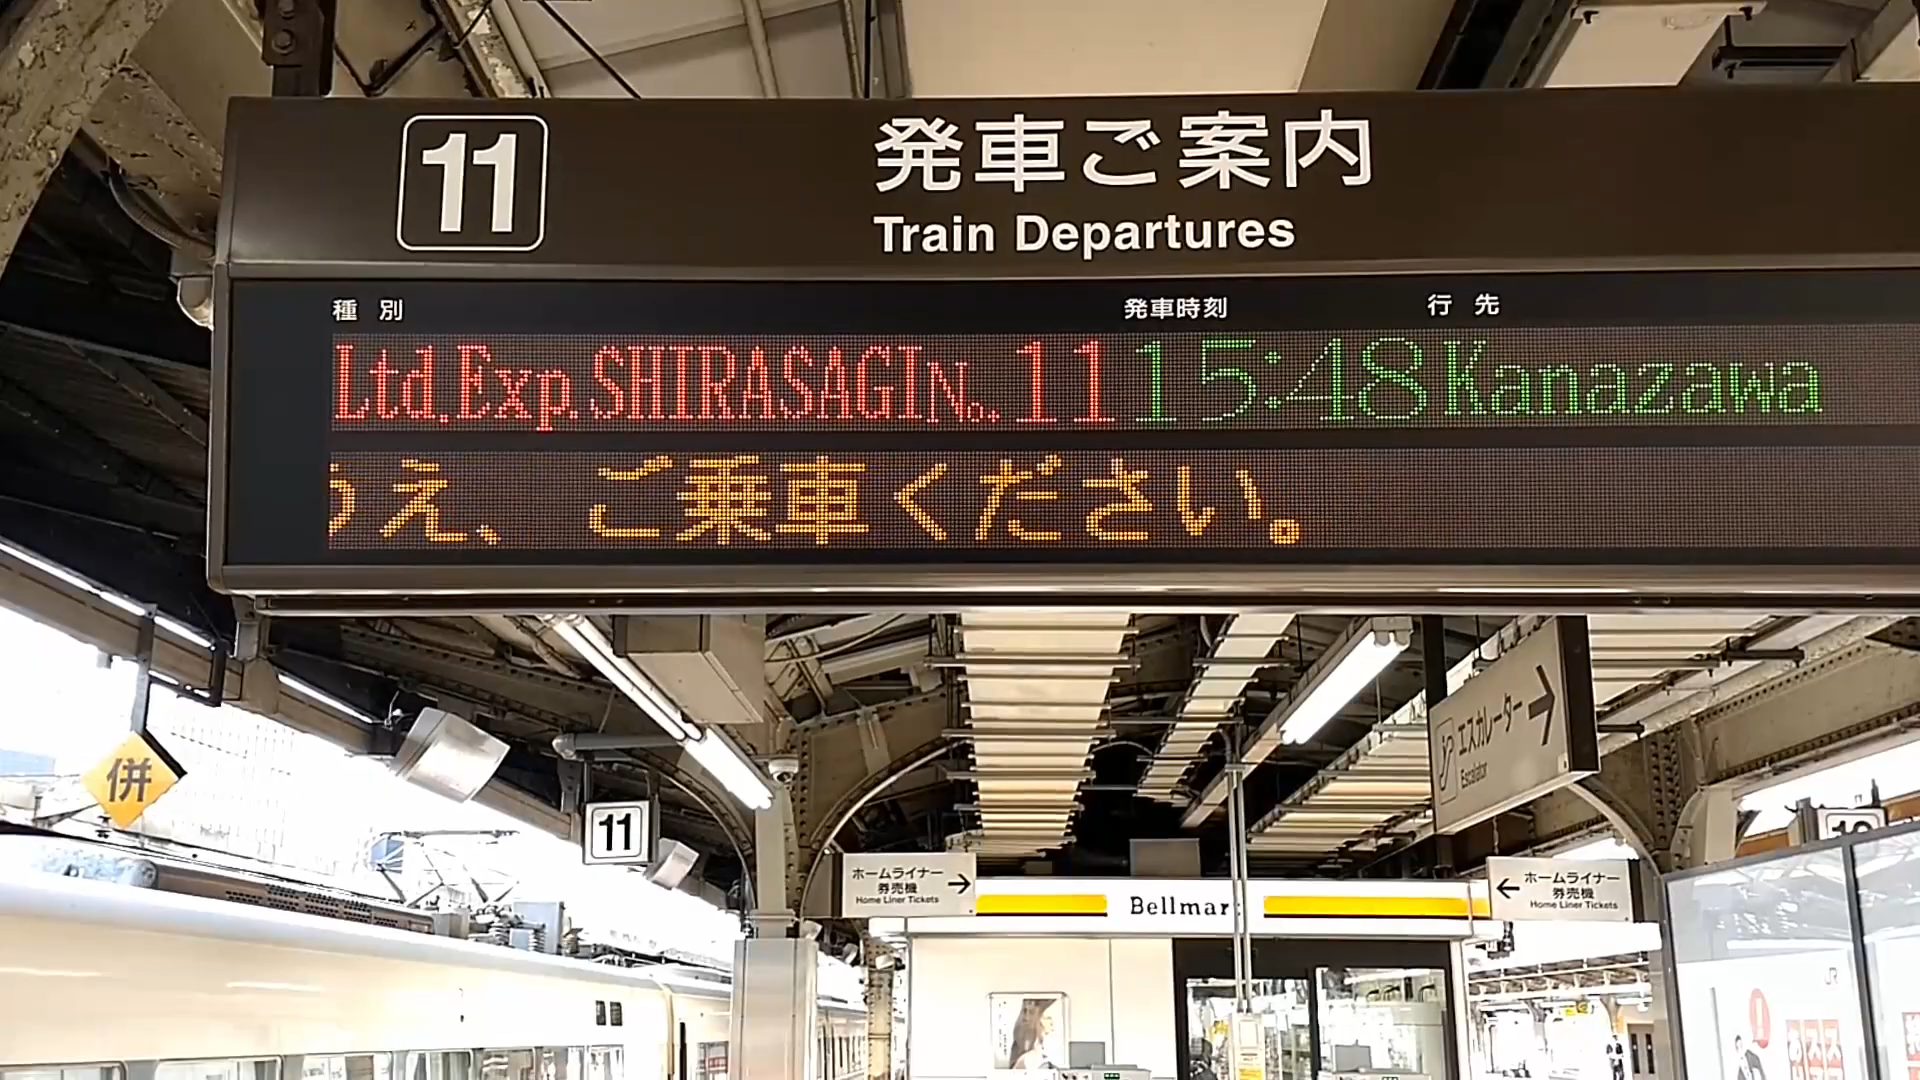 11
発車ご案内
Train Departures
種 別
発車時刻
行 先
Ltd.Exp.SHIRASAGI No.11 15:48 Kanazawa
うえ、 ご乗車ください。
併
11
エスカレーター
Escalator
ホームライナー
券売機
Home Liner Tickets
Bellmar
ホームライナー
券売機
Home Liner Tickets
JR